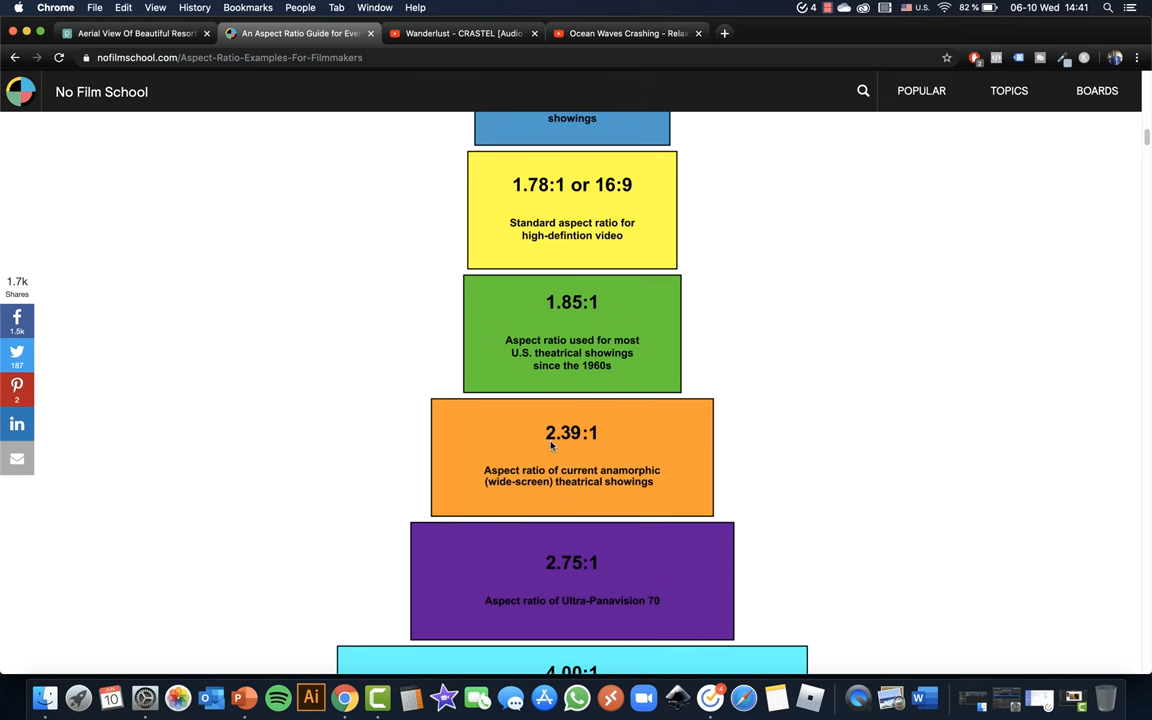 Chrome File Edit View History Bookmarks People Tab Window Help 4 U.S. 82 % 06-10 Wed 14:41
Aerial View Of Beautiful Resort An Aspect Ratio Guide for Ever Wanderlust - CRASTEL [Audio Ocean Waves Crashing - Relax
nofilmschool.com/Aspect-Ratio-Examples-For-Filmmakers
No Film School POPULAR TOPICS BOARDS
showings
1.78:1 or 16:9
Standard aspect ratio for
high-defintion video
1.7k
Shares
1.5k
187
2
1.85:1
Aspect ratio used for most
U.S. theatrical showings
since the 1960s
2.39:1
Aspect ratio of current anamorphic
(wide-screen) theatrical showings
2.75:1
Aspect ratio of Ultra-Panavision 70
4.00:1